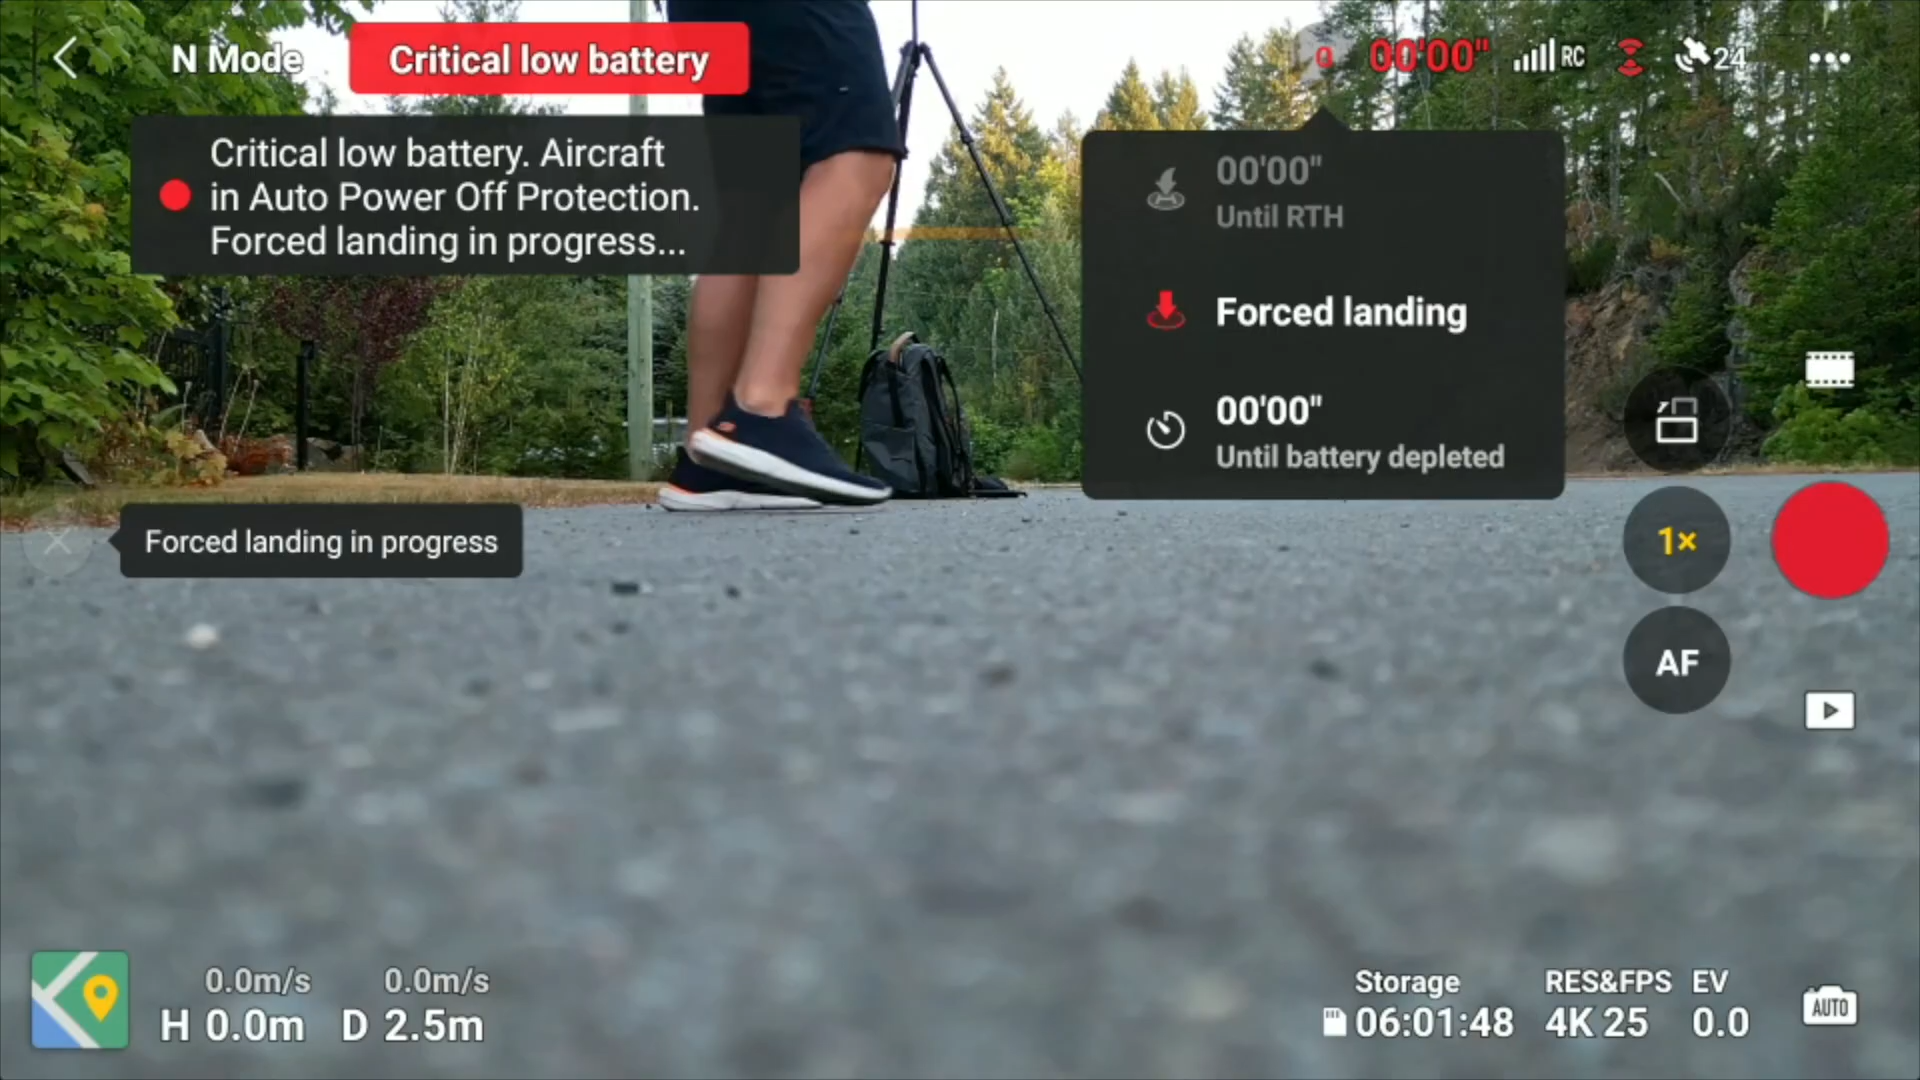 N Mode
Critical low battery
0
00'00"
RC
24
Critical low battery. Aircraft
in Auto Power Off Protection.
Forced landing in progress...
00'00"
Until RTH
Forced landing
00'00"
Until battery depleted
Forced landing in progress
1×
AF
0.0m/s
0.0m/s
H 0.0m
D 2.5m
Storage
06:01:48
RES&FPS
4K 25
EV
0.0
AUTO